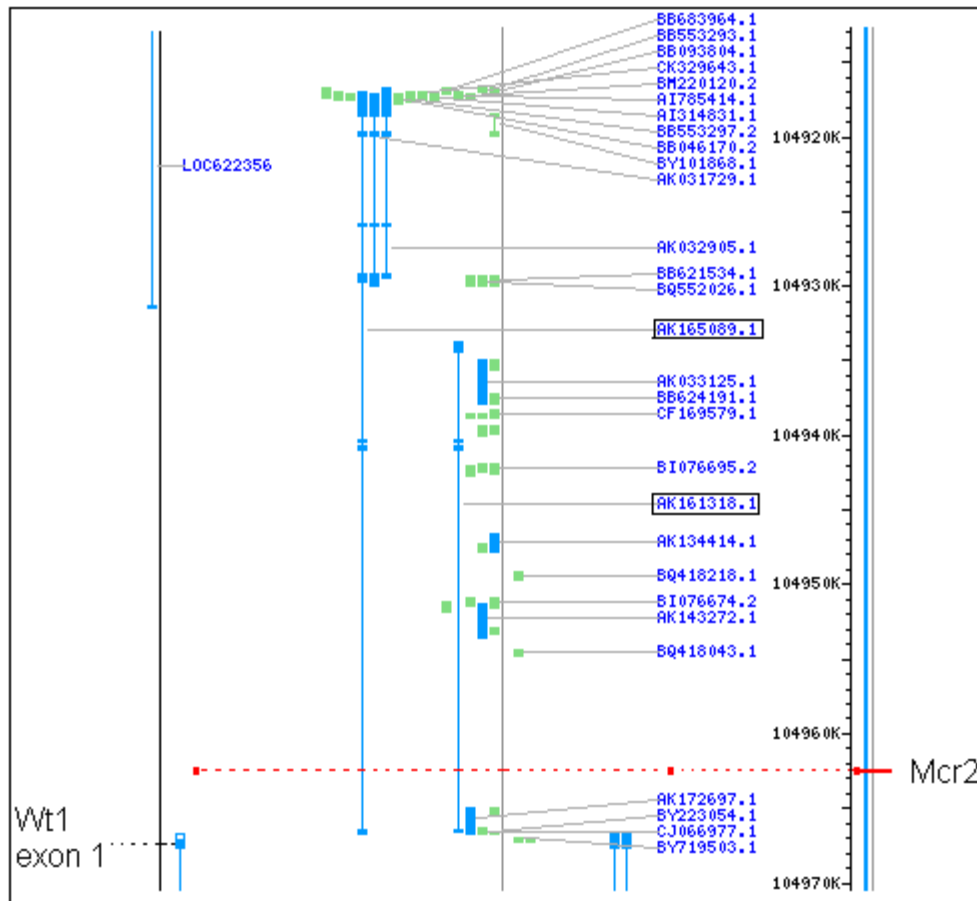 BB683964.1
BB553293.1
BB093804.1
CK329643.1
BM220120.2
AI785414.1
AI314831.1
BB553297.2
BB046170.2
BY101868.1
AK031729.1
104920K
LOC622356
AK032905.1
BB621534.1
BQ552026.1
104930K
AK165089.1
AK033125.1
BB624191.1
CF169579.1
104940K
BI076695.2
AK161318.1
AK134414.1
BQ418218.1
104950K
BI076674.2
AK143272.1
BQ418043.1
104960K
Mcr2
AK172697.1
BY223054.1
CJ066977.1
BY719503.1
Wt1
exon 1
104970K